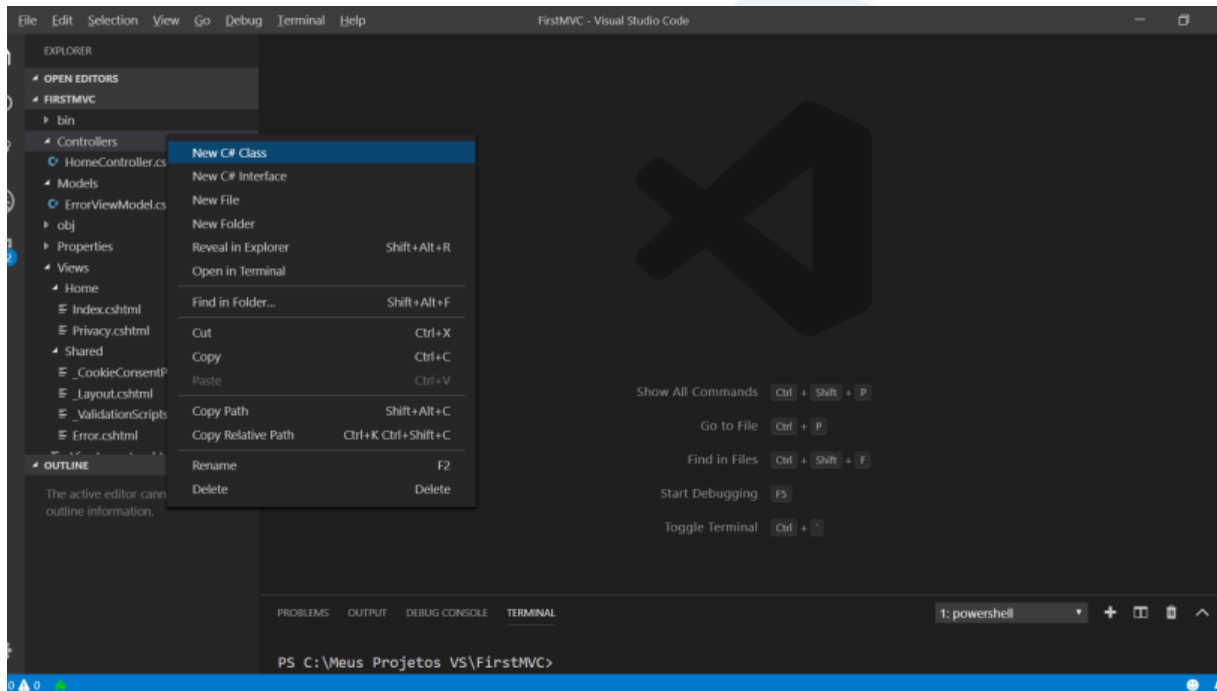 File Edit Selection View Go Debug Terminal Help FirstMVC - Visual Studio Code
EXPLORER
OPEN EDITORS
FIRSTMVC
bin
Controllers
HomeController.cs
Models
ErrorViewModel.cs
obj
Properties
Views
Home
Index.cshtml
Privacy.cshtml
Shared
_CookieConsentP
_Layout.cshtml
_ValidationScripts
Error.cshtml
OUTLINE
The active editor cann
outline information.
New C# Class
New C# Interface
New File
New Folder
Reveal in Explorer Shift+Alt+R
Open in Terminal
Find in Folder... Shift+Alt+F
Cut Ctrl+X
Copy Ctrl+C
Paste Ctrl+V
Copy Path Shift+Alt+C
Copy Relative Path Ctrl+K Ctrl+Shift+C
Rename F2
Delete Delete
Show All Commands Ctrl + Shift + P
Go to File Ctrl + P
Find in Files Ctrl + Shift + F
Start Debugging F5
Toggle Terminal Ctrl + `
PROBLEMS OUTPUT DEBUG CONSOLE TERMINAL 1: powershell
PS C:\Meus Projetos VS\FirstMVC>
0 0